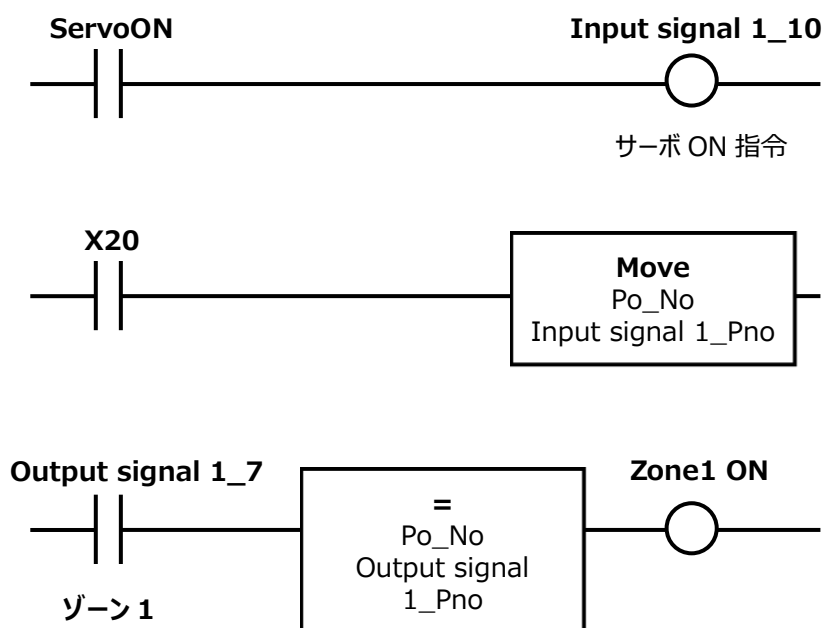 ServoON
Input signal 1_10
サーボ ON 指令
X20
Move
Po_No
Input signal 1_Pno
Output signal 1_7
Zone1 ON
=
Po_No
Output signal
1_Pno
ゾーン 1